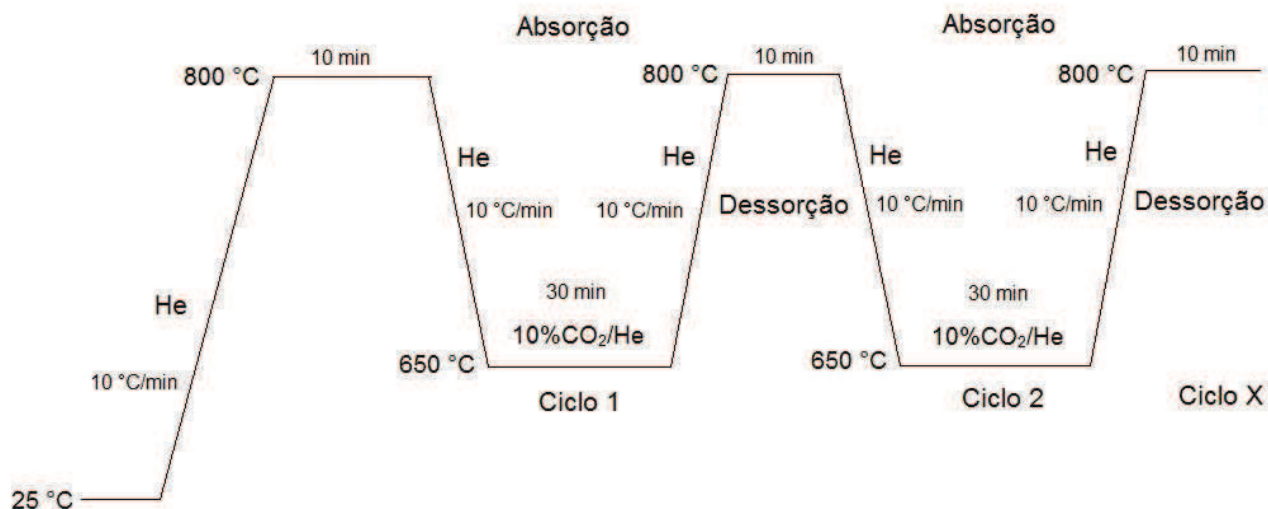 Absorção
Absorção
10 min
10 min
10 min
800 °C
800 °C
800 °C
He
He
He
He
Dessorção
Dessorção
10 °C/min
10 °C/min
10 °C/min
10 °C/min
He
30 min
30 min
10%CO₂/He
10%CO₂/He
650 °C
650 °C
10 °C/min
Ciclo 1
Ciclo 2
Ciclo X
25 °C